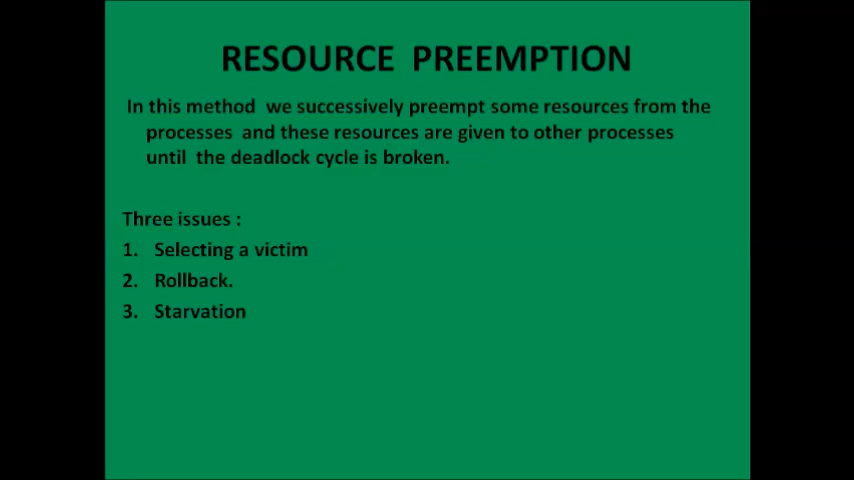 RESOURCE PREEMPTION
In this method we successively preempt some resources from the
processes and these resources are given to other processes
until the deadlock cycle is broken.
Three issues :
1. Selecting a victim
2. Rollback.
3. Starvation